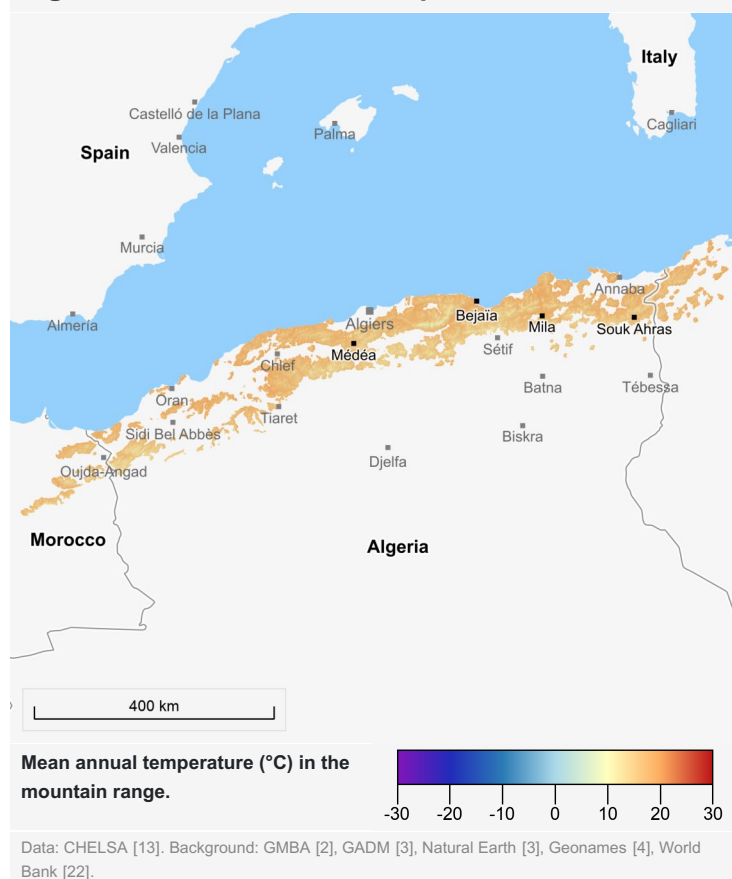 Italy
Castelló de la Plana
Palma
Cagliari
Spain
Valencia
Murcia
Annaba
Almería
Algiers
Bejaïa
Mila
Souk Ahras
Médéa
Sétif
Chlef
Batna
Tébessa
Oran
Tiaret
Sidi Bel Abbès
Biskra
Djelfa
Oujda-Angad
Morocco
Algeria
400 km
Mean annual temperature (°C) in the
mountain range.
-30 -20 -10 0 10 20 30
Data: CHELSA [13]. Background: GMBA [2], GADM [3], Natural Earth [3], Geonames [4], World
Bank [22].